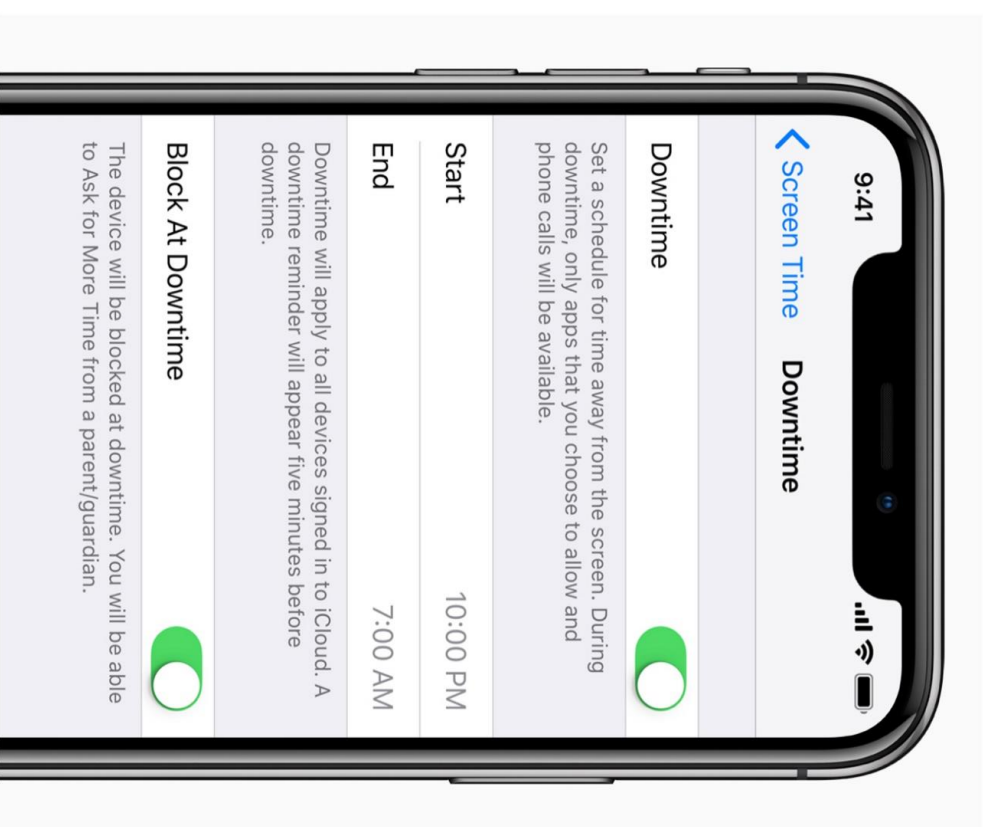 9:41
Screen Time
Downtime
Downtime
Set a schedule for time away from the screen. During
downtime, only apps that you choose to allow and
phone calls will be available.
Start 10:00 PM
End 7:00 AM
Downtime will apply to all devices signed in to iCloud. A
downtime reminder will appear five minutes before
downtime.
Block At Downtime
The device will be blocked at downtime. You will be able
to Ask for More Time from a parent/guardian.